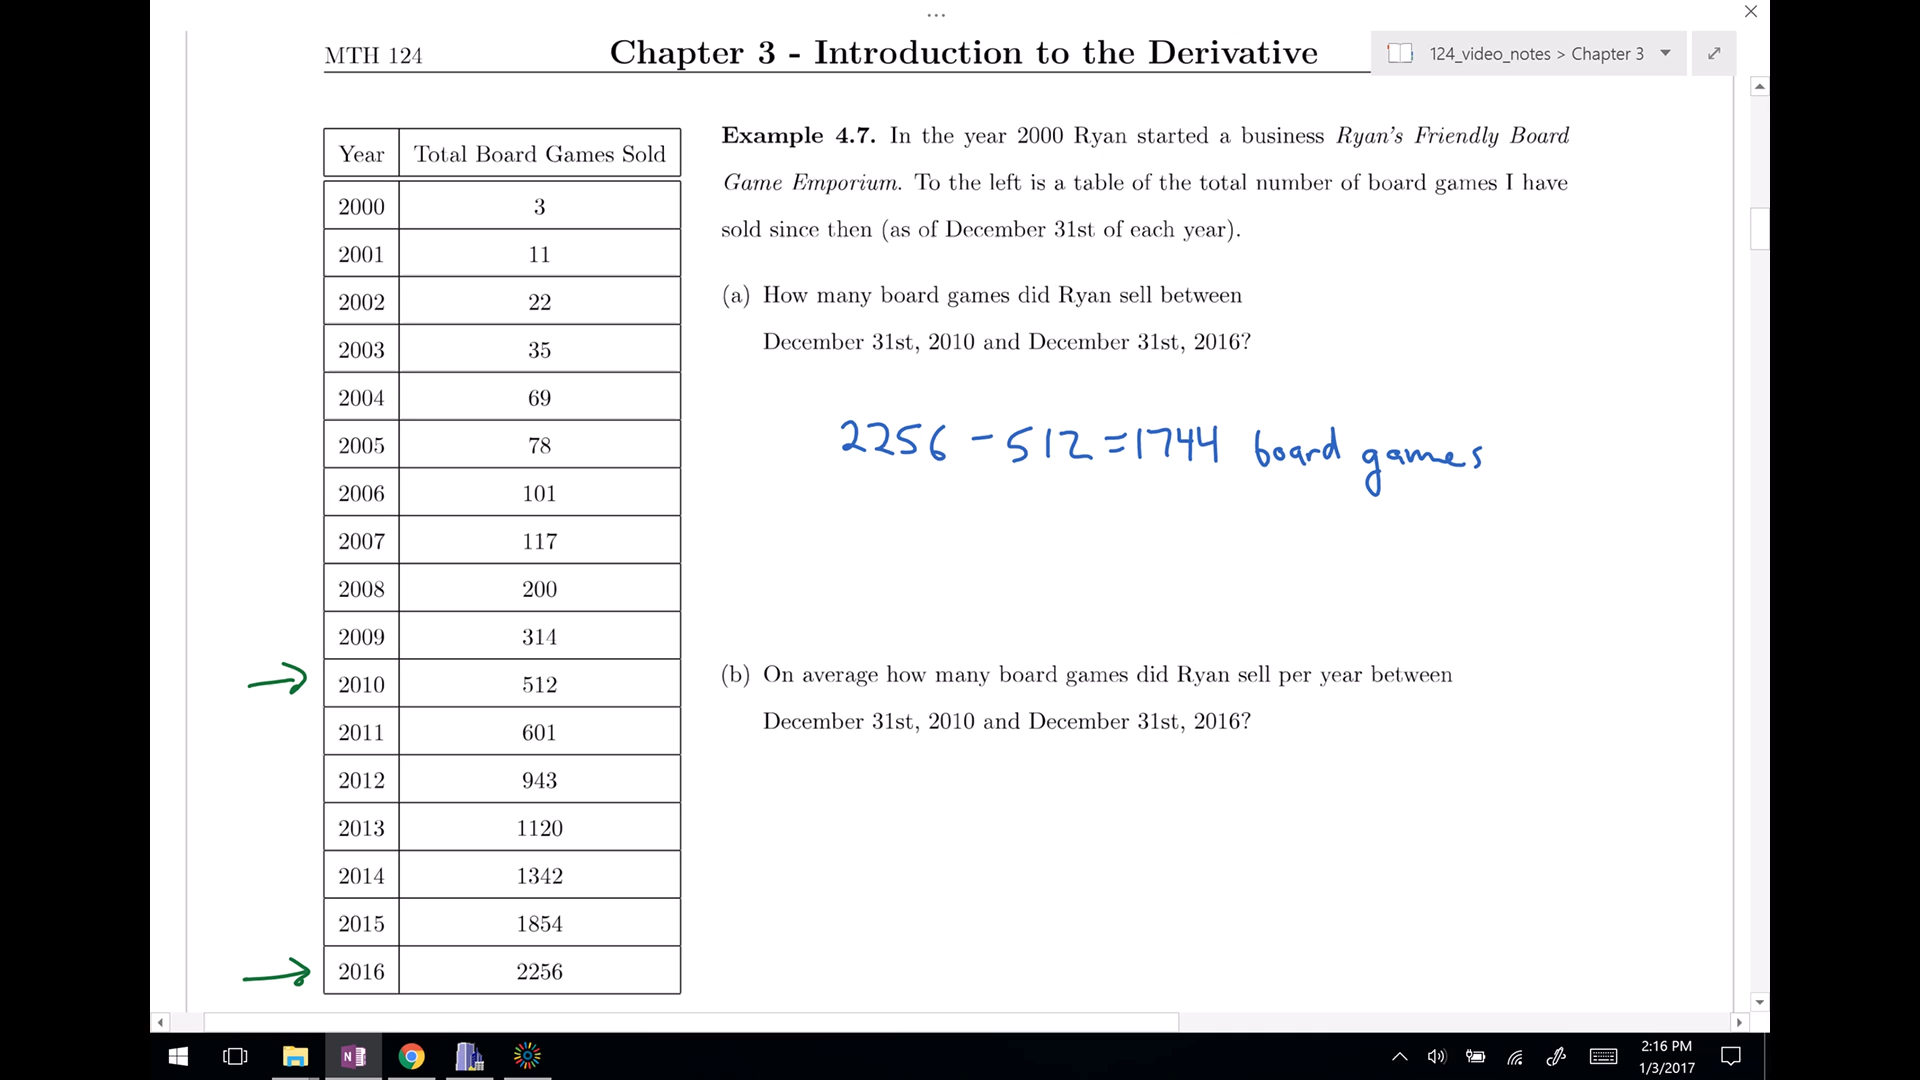 ...
MTH 124 Chapter 3 - Introduction to the Derivative
124_video_notes > Chapter 3
Year Total Board Games Sold
2000 3
2001 11
2002 22
2003 35
2004 69
2005 78
2006 101
2007 117
2008 200
2009 314
2010 512
2011 601
2012 943
2013 1120
2014 1342
2015 1854
2016 2256
Example 4.7. In the year 2000 Ryan started a business Ryan's Friendly Board
Game Emporium. To the left is a table of the total number of board games I have
sold since then (as of December 31st of each year).
(a) How many board games did Ryan sell between
December 31st, 2010 and December 31st, 2016?
2256 - 512 = 1744 board games
(b) On average how many board games did Ryan sell per year between
December 31st, 2010 and December 31st, 2016?
2:16 PM
1/3/2017